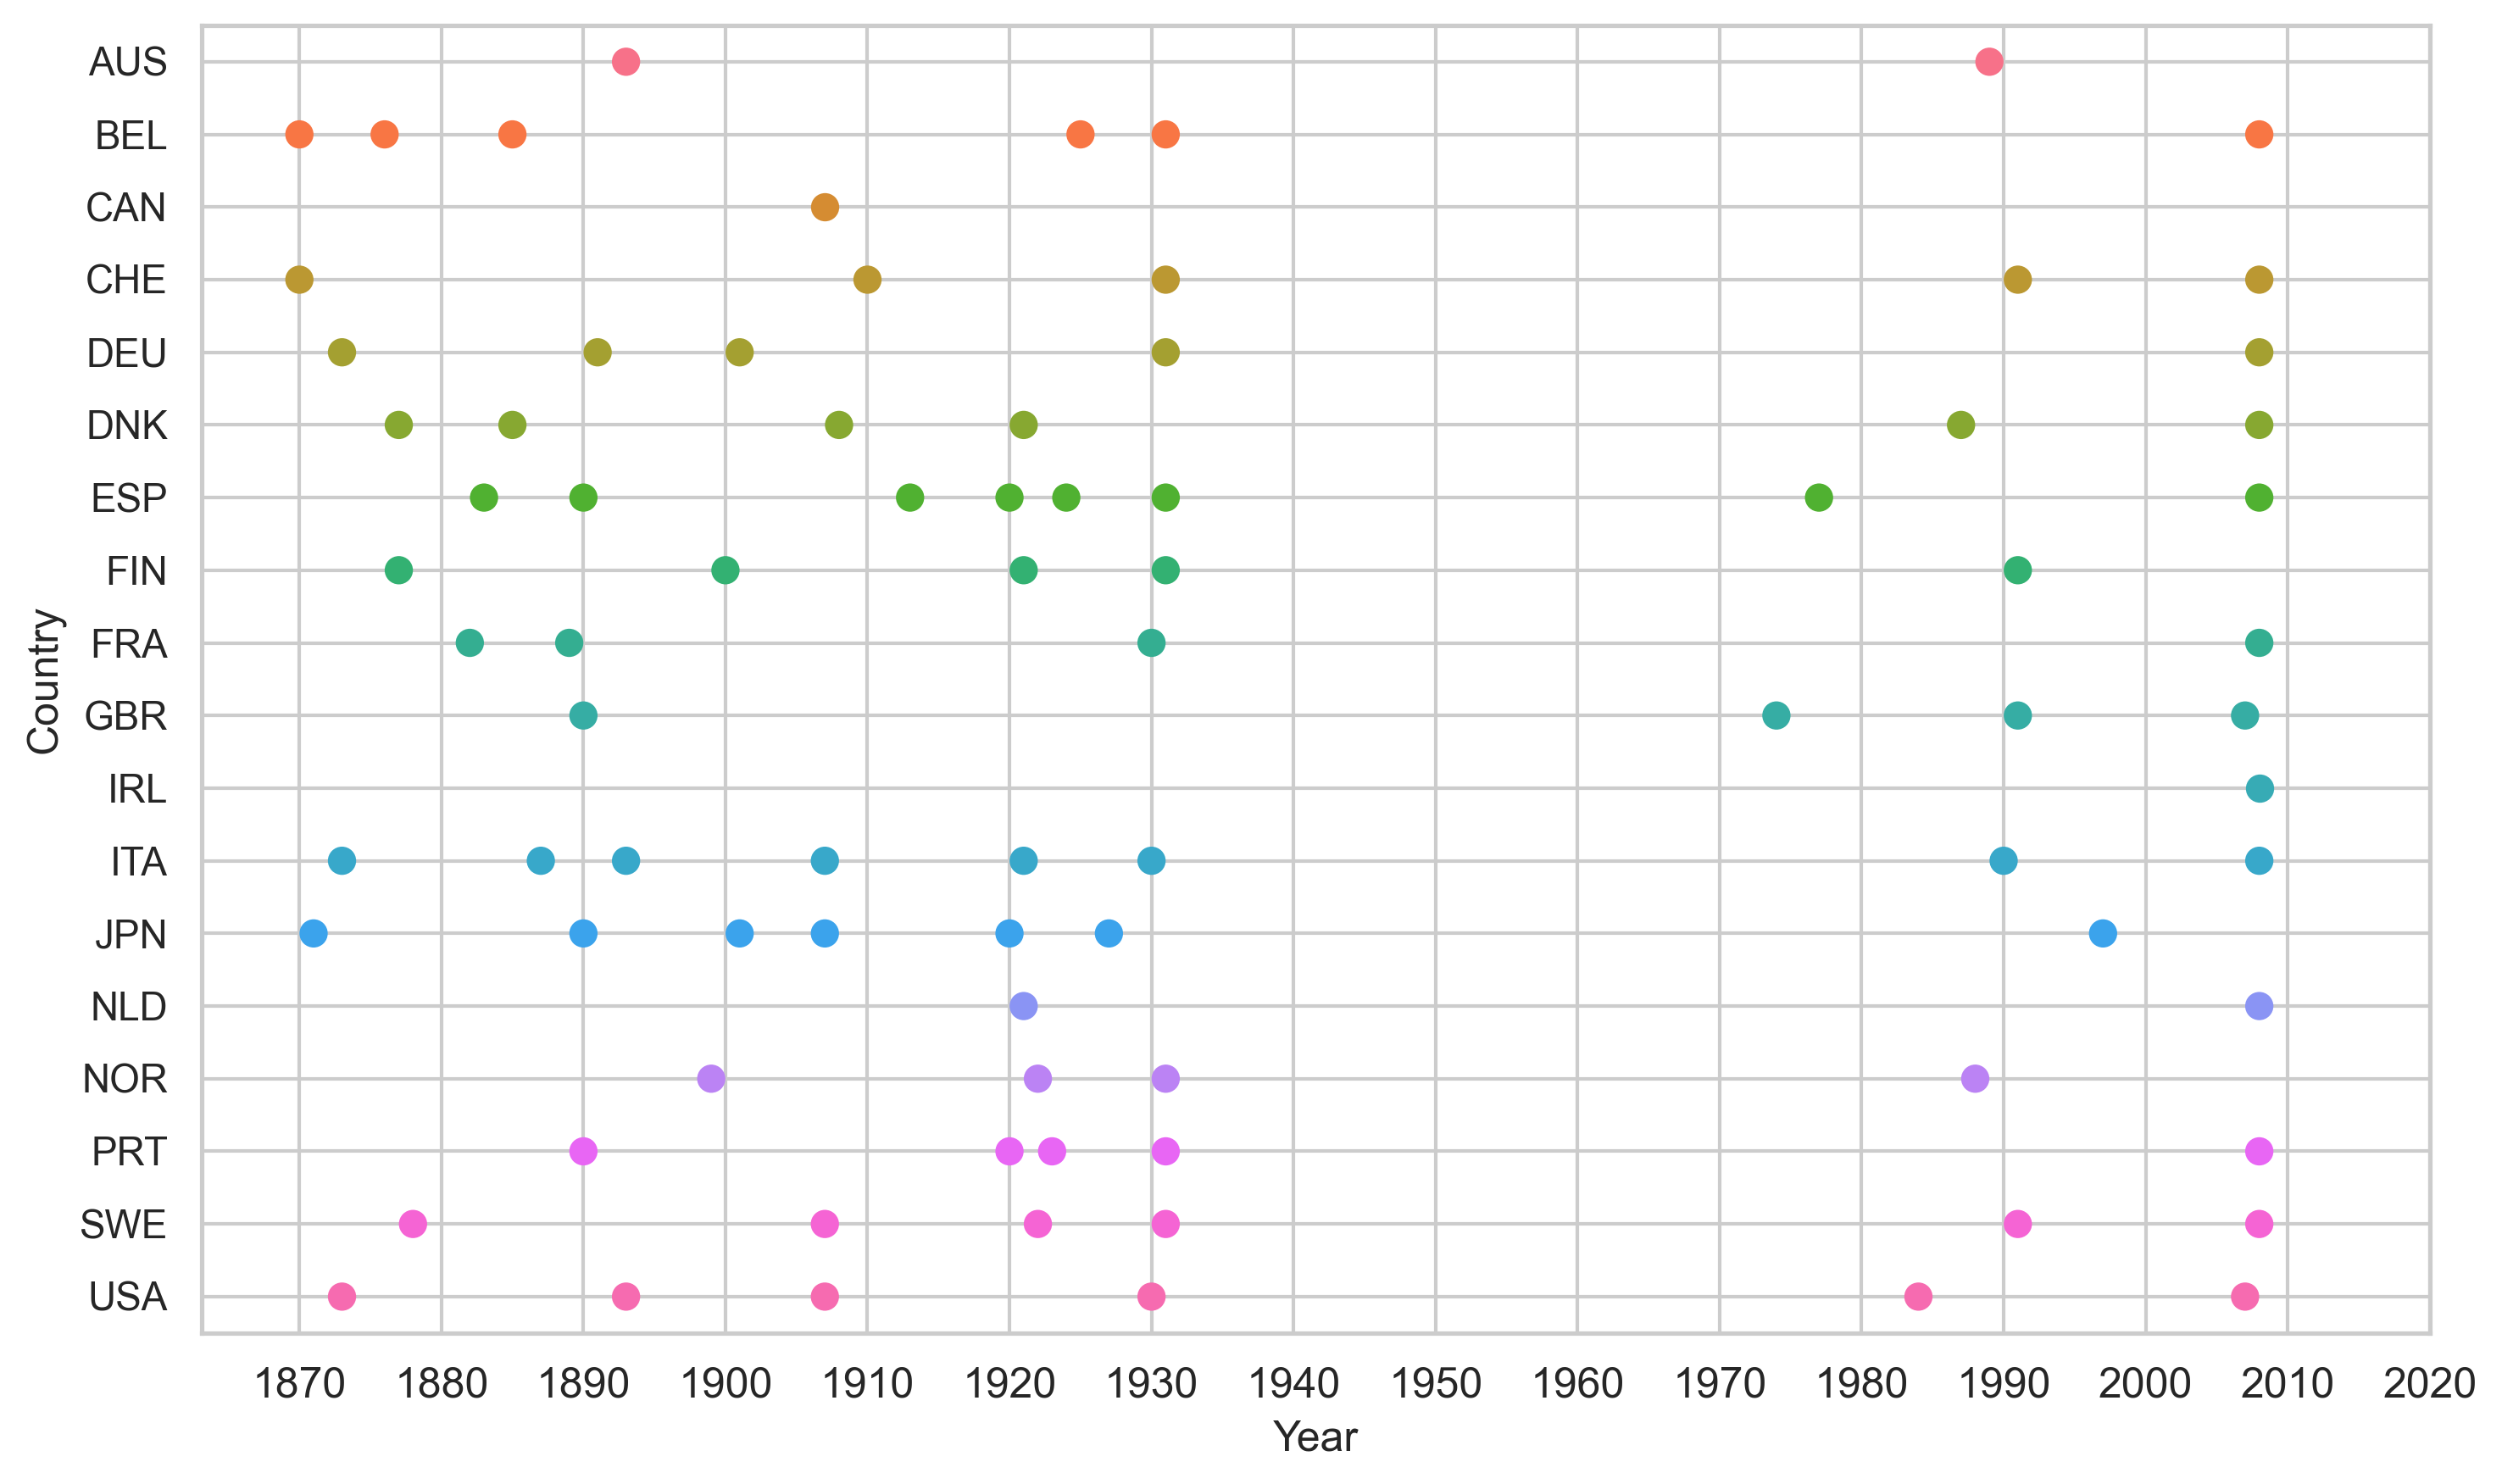 AUS
BEL
CAN
CHE
DEU
DNK
ESP
FIN
FRA
GBR
IRL
ITA
JPN
NLD
NOR
PRT
SWE
USA
Country
1870 1880 1890 1900 1910 1920 1930 1940 1950 1960 1970 1980 1990 2000 2010 2020
Year